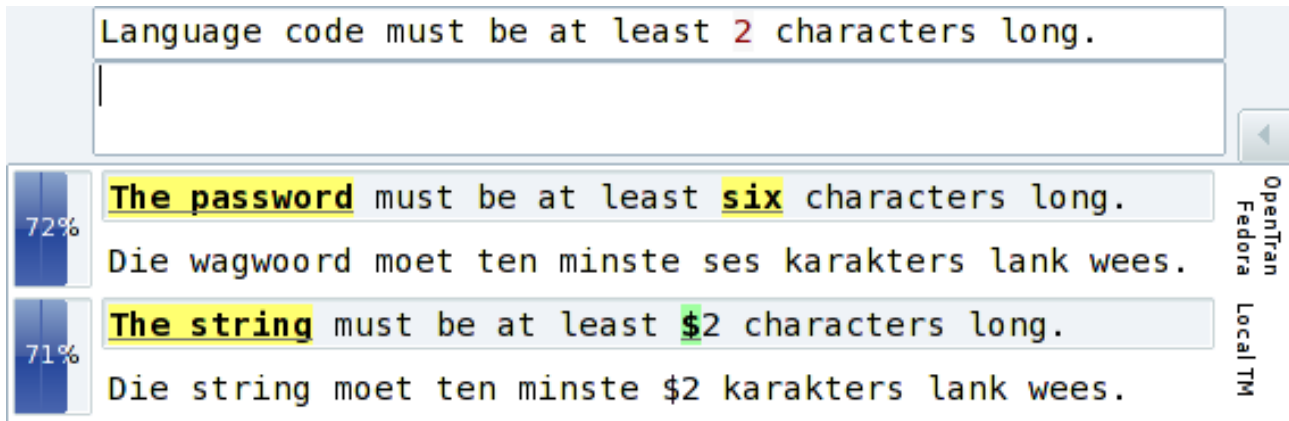 Language code must be at least 2 characters long.
72%
The password must be at least six characters long.
Die wagwoord moet ten minste ses karakters lank wees.
OpenTran
Fedora
71%
The string must be at least $2 characters long.
Die string moet ten minste $2 karakters lank wees.
Local TM